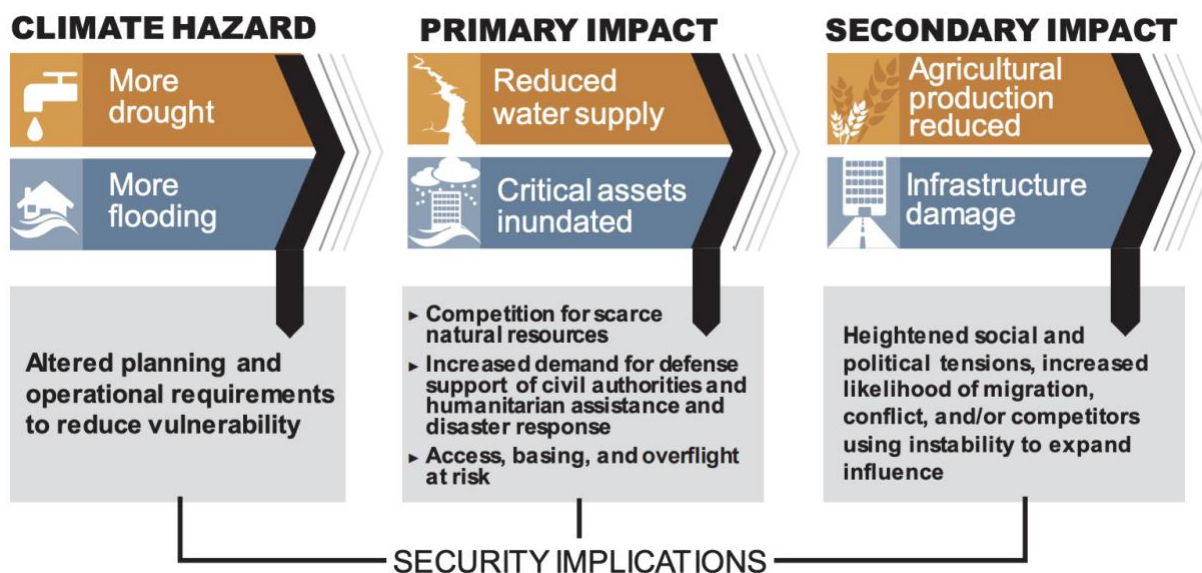 CLIMATE HAZARD
More
drought
More
flooding
Altered planning and
operational requirements
to reduce vulnerability
PRIMARY IMPACT
Reduced
water supply
Critical assets
inundated
▸ Competition for scarce
natural resources
▸ Increased demand for defense
support of civil authorities and
humanitarian assistance and
disaster response
▸ Access, basing, and overflight
at risk
SECONDARY IMPACT
Agricultural
production
reduced
Infrastructure
damage
Heightened social and
political tensions, increased
likelihood of migration,
conflict, and/or competitors
using instability to expand
influence
SECURITY IMPLICATIONS